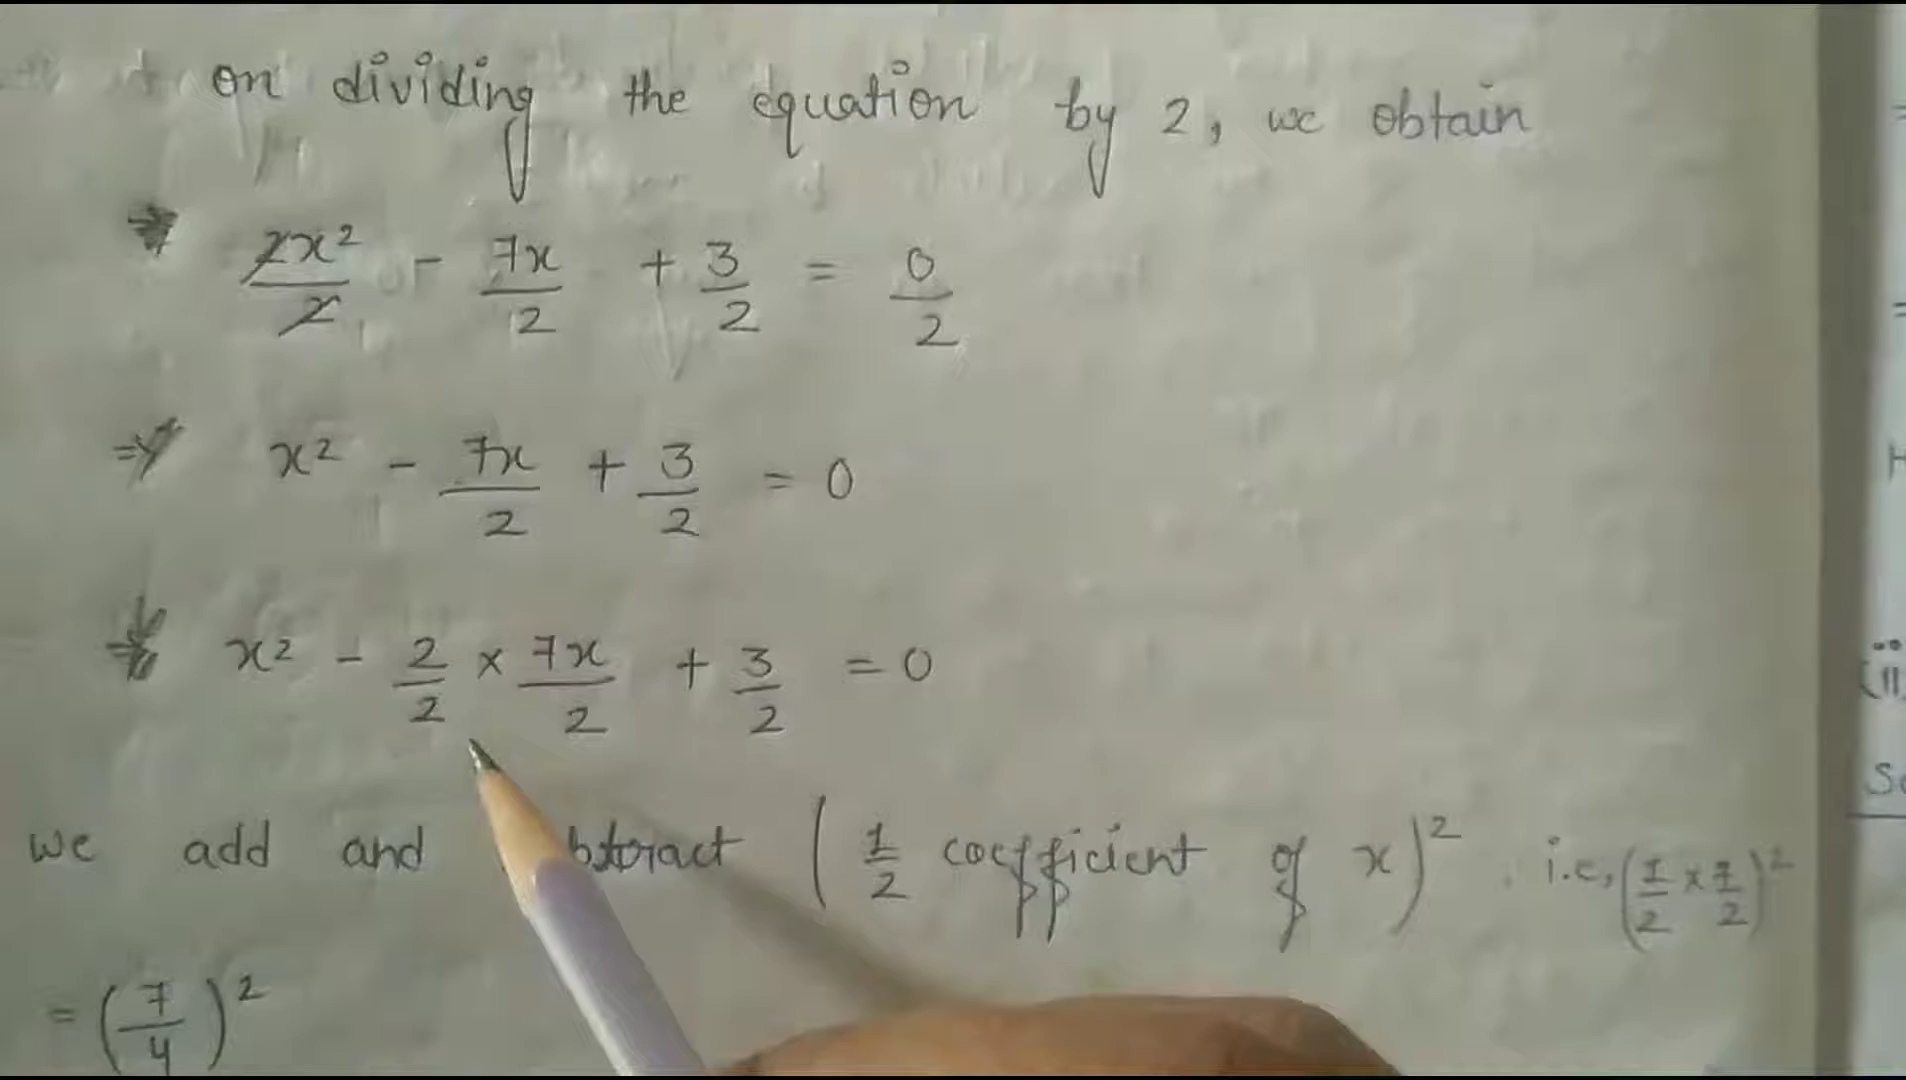 on dividing the equation by 2, we obtain
2x²/2 - 7x/2 + 3/2 = 0/2
⇒ x² - 7x/2 + 3/2 = 0
⇒ x² - 2/2 × 7x/2 + 3/2 = 0
we add and (1/2 coefficient of x)² i.e, (1/2 × 7/2)²
= (7/4)²
(ii